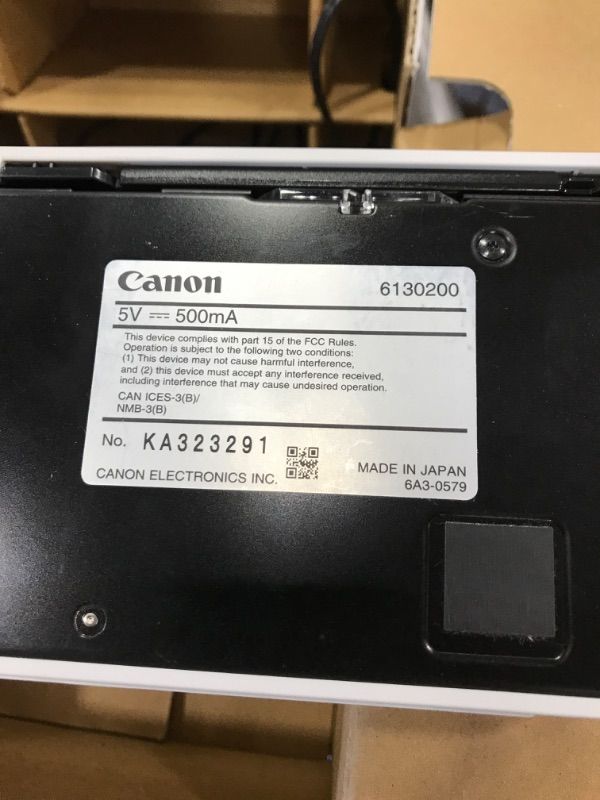 Canon 6130200
5V ⎓ 500mA
This device complies with part 15 of the FCC Rules.
Operation is subject to the following two conditions:
(1) This device may not cause harmful interference,
and (2) this device must accept any interference received,
including interference that may cause undesired operation.
CAN ICES-3(B)/
NMB-3(B)
No. KA323291
CANON ELECTRONICS INC. MADE IN JAPAN
6A3-0579